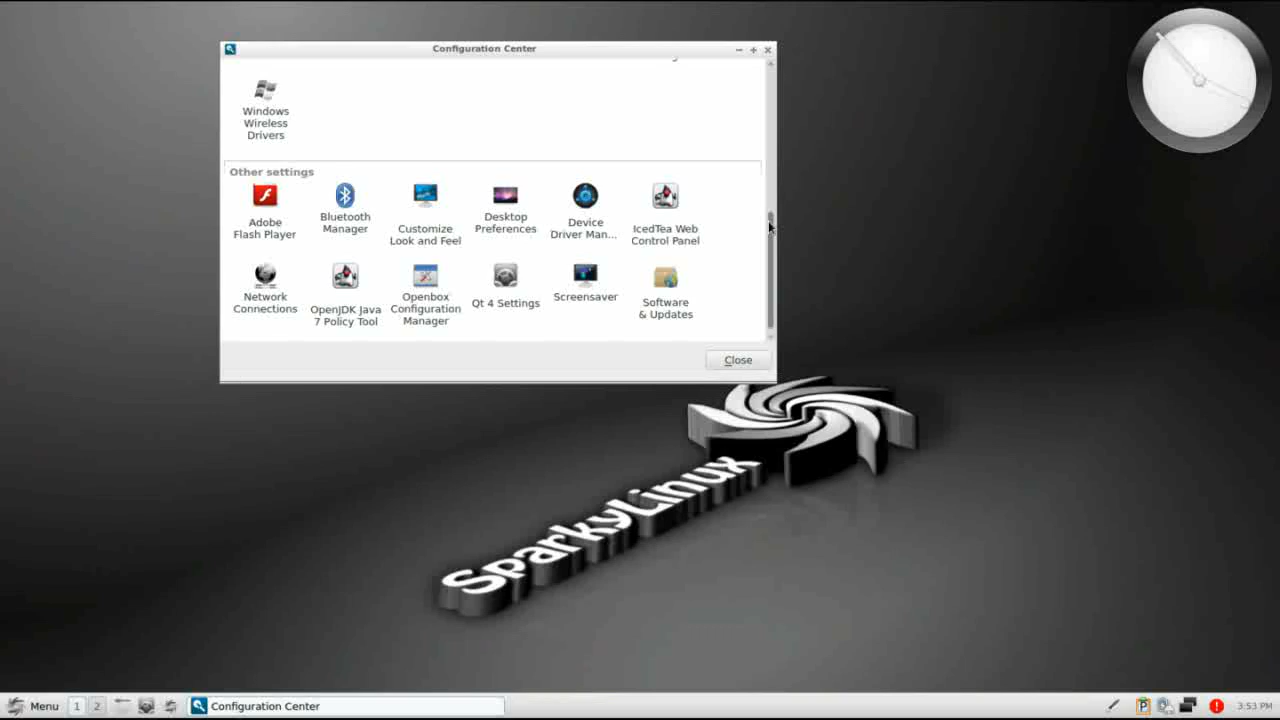 Configuration Center
Windows
Wireless
Drivers
Other settings
Adobe
Flash Player
Bluetooth
Manager
Customize
Look and Feel
Desktop
Preferences
Device
Driver Man...
IcedTea Web
Control Panel
Network
Connections
OpenJDK Java
7 Policy Tool
Openbox
Configuration
Manager
Qt 4 Settings
Screensaver
Software
& Updates
Close
SparkyLinux
Menu
1
2
Configuration Center
P
3:53 PM